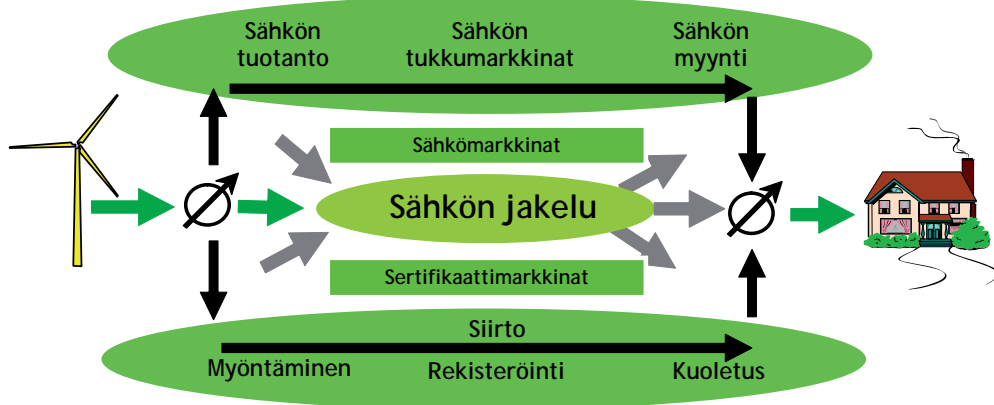 Sähkön
tuotanto
Sähkön
tukkumarkkinat
Sähkön
myynti
Sähkömarkkinat
Sähkön jakelu
Sertifikaattimarkkinat
Siirto
Myöntäminen
Rekisteröinti
Kuoletus